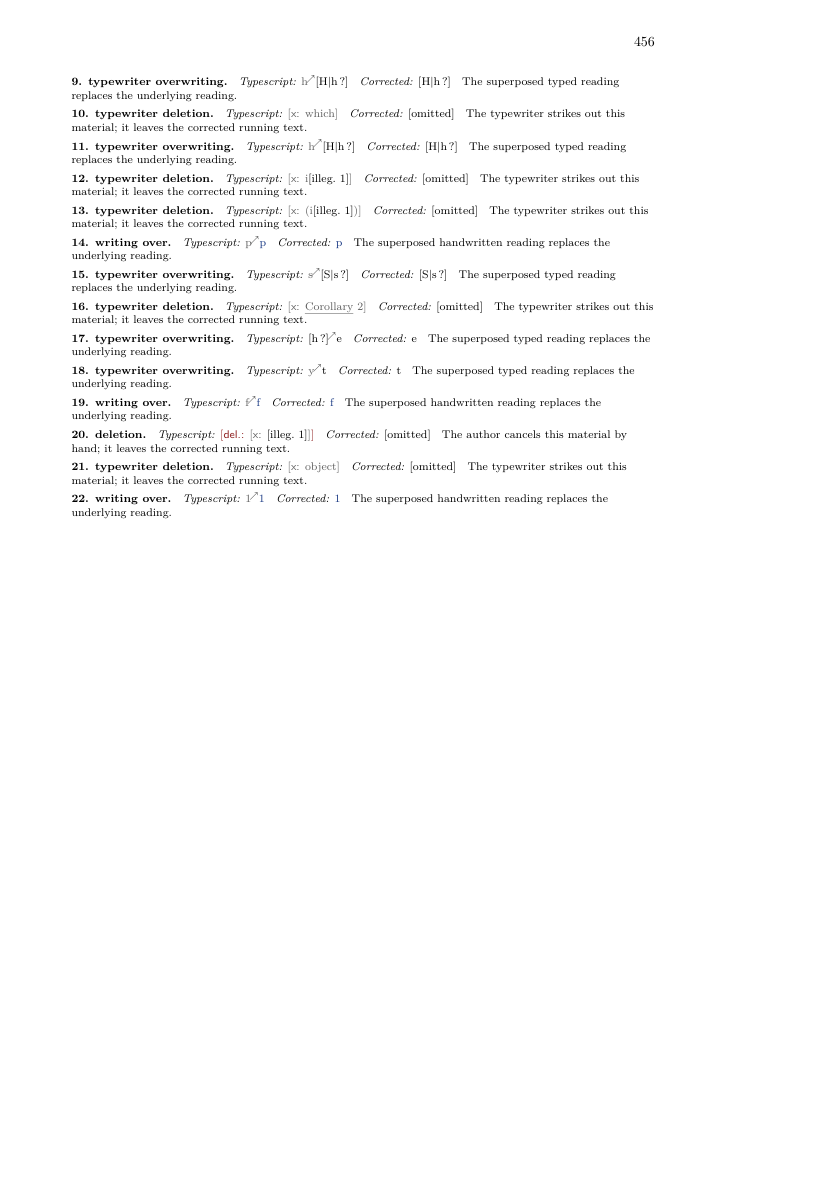 456
9. typewriter overwriting. Typescript: h↗[H|h ?] Corrected: [H|h ?] The superposed typed reading
replaces the underlying reading.
10. typewriter deletion. Typescript: [x: which] Corrected: [omitted] The typewriter strikes out this
material; it leaves the corrected running text.
11. typewriter overwriting. Typescript: h↗[H|h ?] Corrected: [H|h ?] The superposed typed reading
replaces the underlying reading.
12. typewriter deletion. Typescript: [x: i[illeg. 1]] Corrected: [omitted] The typewriter strikes out this
material; it leaves the corrected running text.
13. typewriter deletion. Typescript: [x: (i[illeg. 1])] Corrected: [omitted] The typewriter strikes out this
material; it leaves the corrected running text.
14. writing over. Typescript: p↗p Corrected: p The superposed handwritten reading replaces the
underlying reading.
15. typewriter overwriting. Typescript: s↗[S|s ?] Corrected: [S|s ?] The superposed typed reading
replaces the underlying reading.
16. typewriter deletion. Typescript: [x: Corollary 2] Corrected: [omitted] The typewriter strikes out this
material; it leaves the corrected running text.
17. typewriter overwriting. Typescript: [h ?]↗e Corrected: e The superposed typed reading replaces the
underlying reading.
18. typewriter overwriting. Typescript: y↗t Corrected: t The superposed typed reading replaces the
underlying reading.
19. writing over. Typescript: f↗f Corrected: f The superposed handwritten reading replaces the
underlying reading.
20. deletion. Typescript: [del.: [x: [illeg. 1]]] Corrected: [omitted] The author cancels this material by
hand; it leaves the corrected running text.
21. typewriter deletion. Typescript: [x: object] Corrected: [omitted] The typewriter strikes out this
material; it leaves the corrected running text.
22. writing over. Typescript: 1↗1 Corrected: 1 The superposed handwritten reading replaces the
underlying reading.